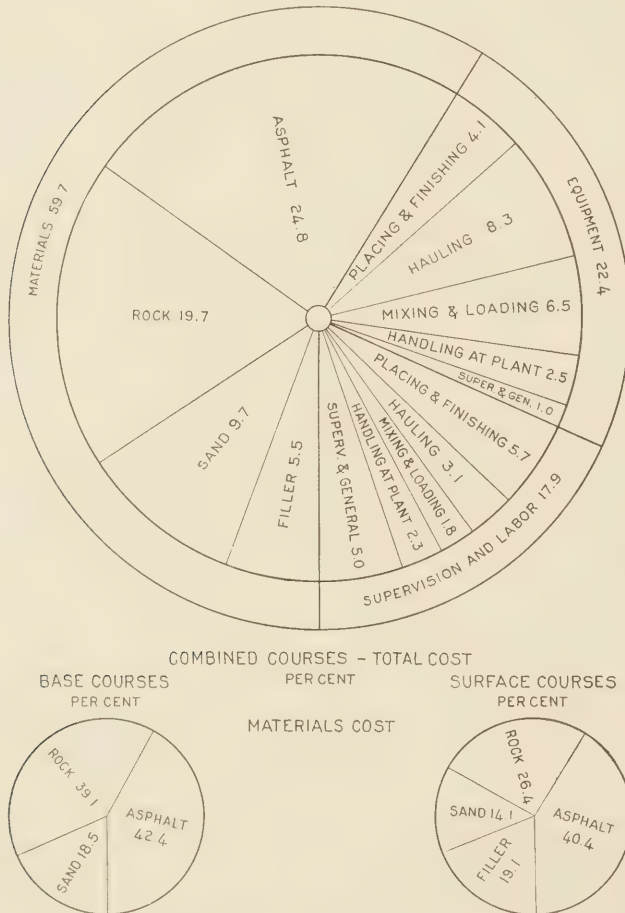 MATERIALS 59.7
ASPHALT
24.8
ROCK 19.7
SAND 9.7
FILLER 5.5
EQUIPMENT 22.4
PLACING & FINISHING 4.1
HAULING 8.3
MIXING & LOADING 6.5
HANDLING AT PLANT 2.5
SUPER & GEN. 1.0
SUPERVISION AND LABOR 17.9
PLACING & FINISHING 5.7
HAULING 3.1
MIXING & LOADING 1.8
HANDLING AT PLANT 2.3
SUPERV. & GENERAL 5.0
COMBINED COURSES - TOTAL COST
PER CENT
MATERIALS COST
BASE COURSES
PER CENT
ROCK 39.1
ASPHALT
42.4
SAND 18.5
SURFACE COURSES
PER CENT
ROCK 26.4
SAND 14.1
ASPHALT
40.4
FILLER
19.1